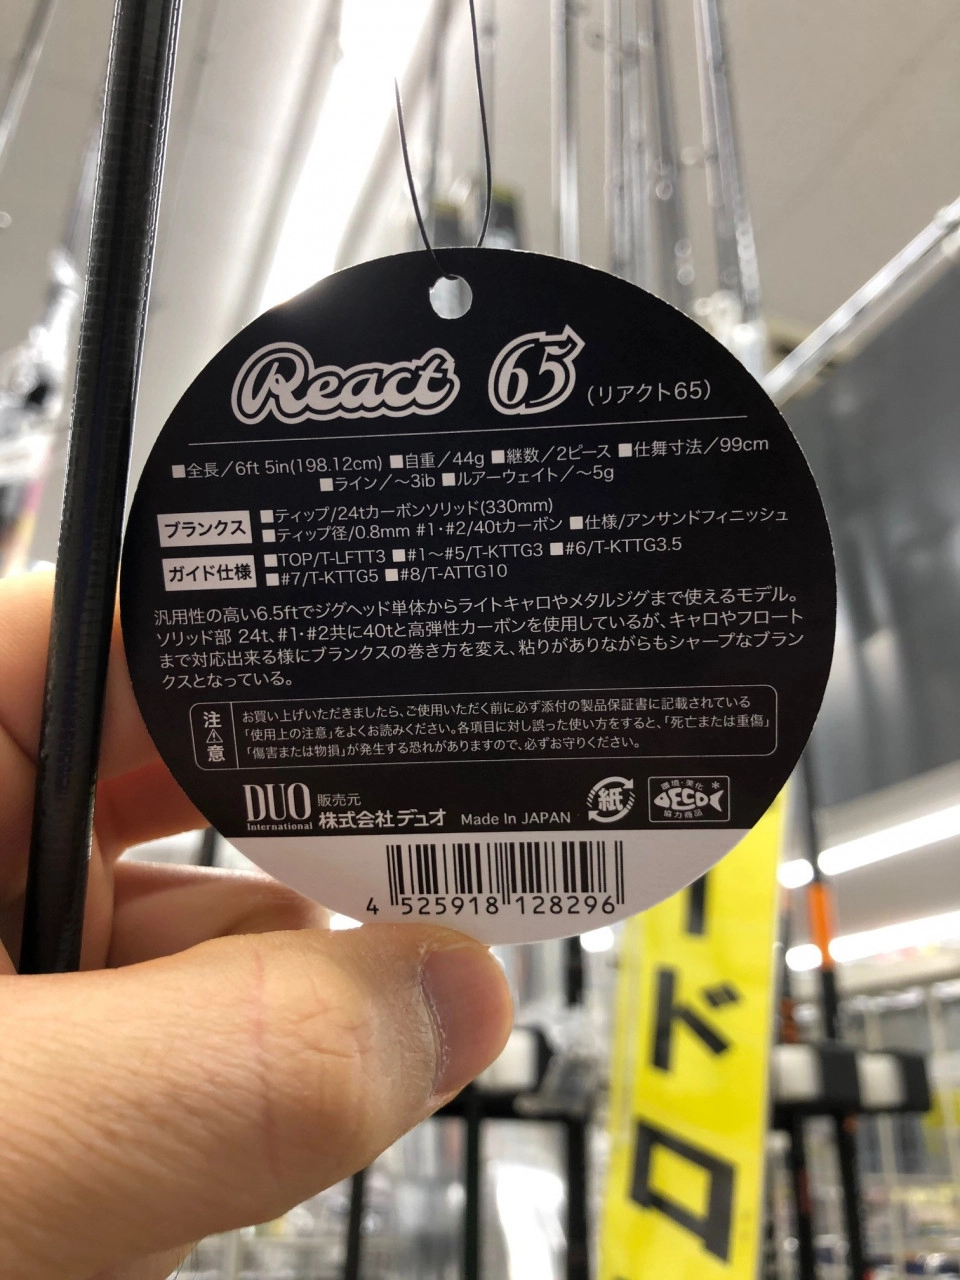 React 65 (リアクト65)
■全長／6ft 5in(198.12cm) ■自重／44g ■継数／2ピース ■仕舞寸法／99cm
■ライン／～3ib ■ルアーウェイト／～5g
ブランクス
■ティップ/24tカーボンソリッド(330mm)
■ティップ径/0.8mm #1・#2/40tカーボン ■仕様/アンサンドフィニッシュ
ガイド仕様
■TOP/T-LFTT3 ■#1～#5/T-KTTG3 ■#6/T-KTTG3.5
■#7/T-KTTG5 ■#8/T-ATTG10
汎用性の高い6.5ftでジグヘッド単体からライトキャロやメタルジグまで使えるモデル。
ソリッド部 24t、#1・#2共に40tと高弾性カーボンを使用しているが、キャロやフロート
まで対応出来る様にブランクスの巻き方を変え、粘りがありながらもシャープなブラン
クスとなっている。
注⚠意
お買い上げいただきましたら、ご使用いただく前に必ず添付の製品保証書に記載されている
「使用上の注意」をよくお読みください。各項目に対し誤った使い方をすると、「死亡または重傷」
「傷害または物損」が発生する恐れがありますので、必ずお守りください。
DUO International
販売元
株式会社デュオ Made In JAPAN
紙
環境・美化
DECO
協力商品
4 525918 128296
ド
ロ